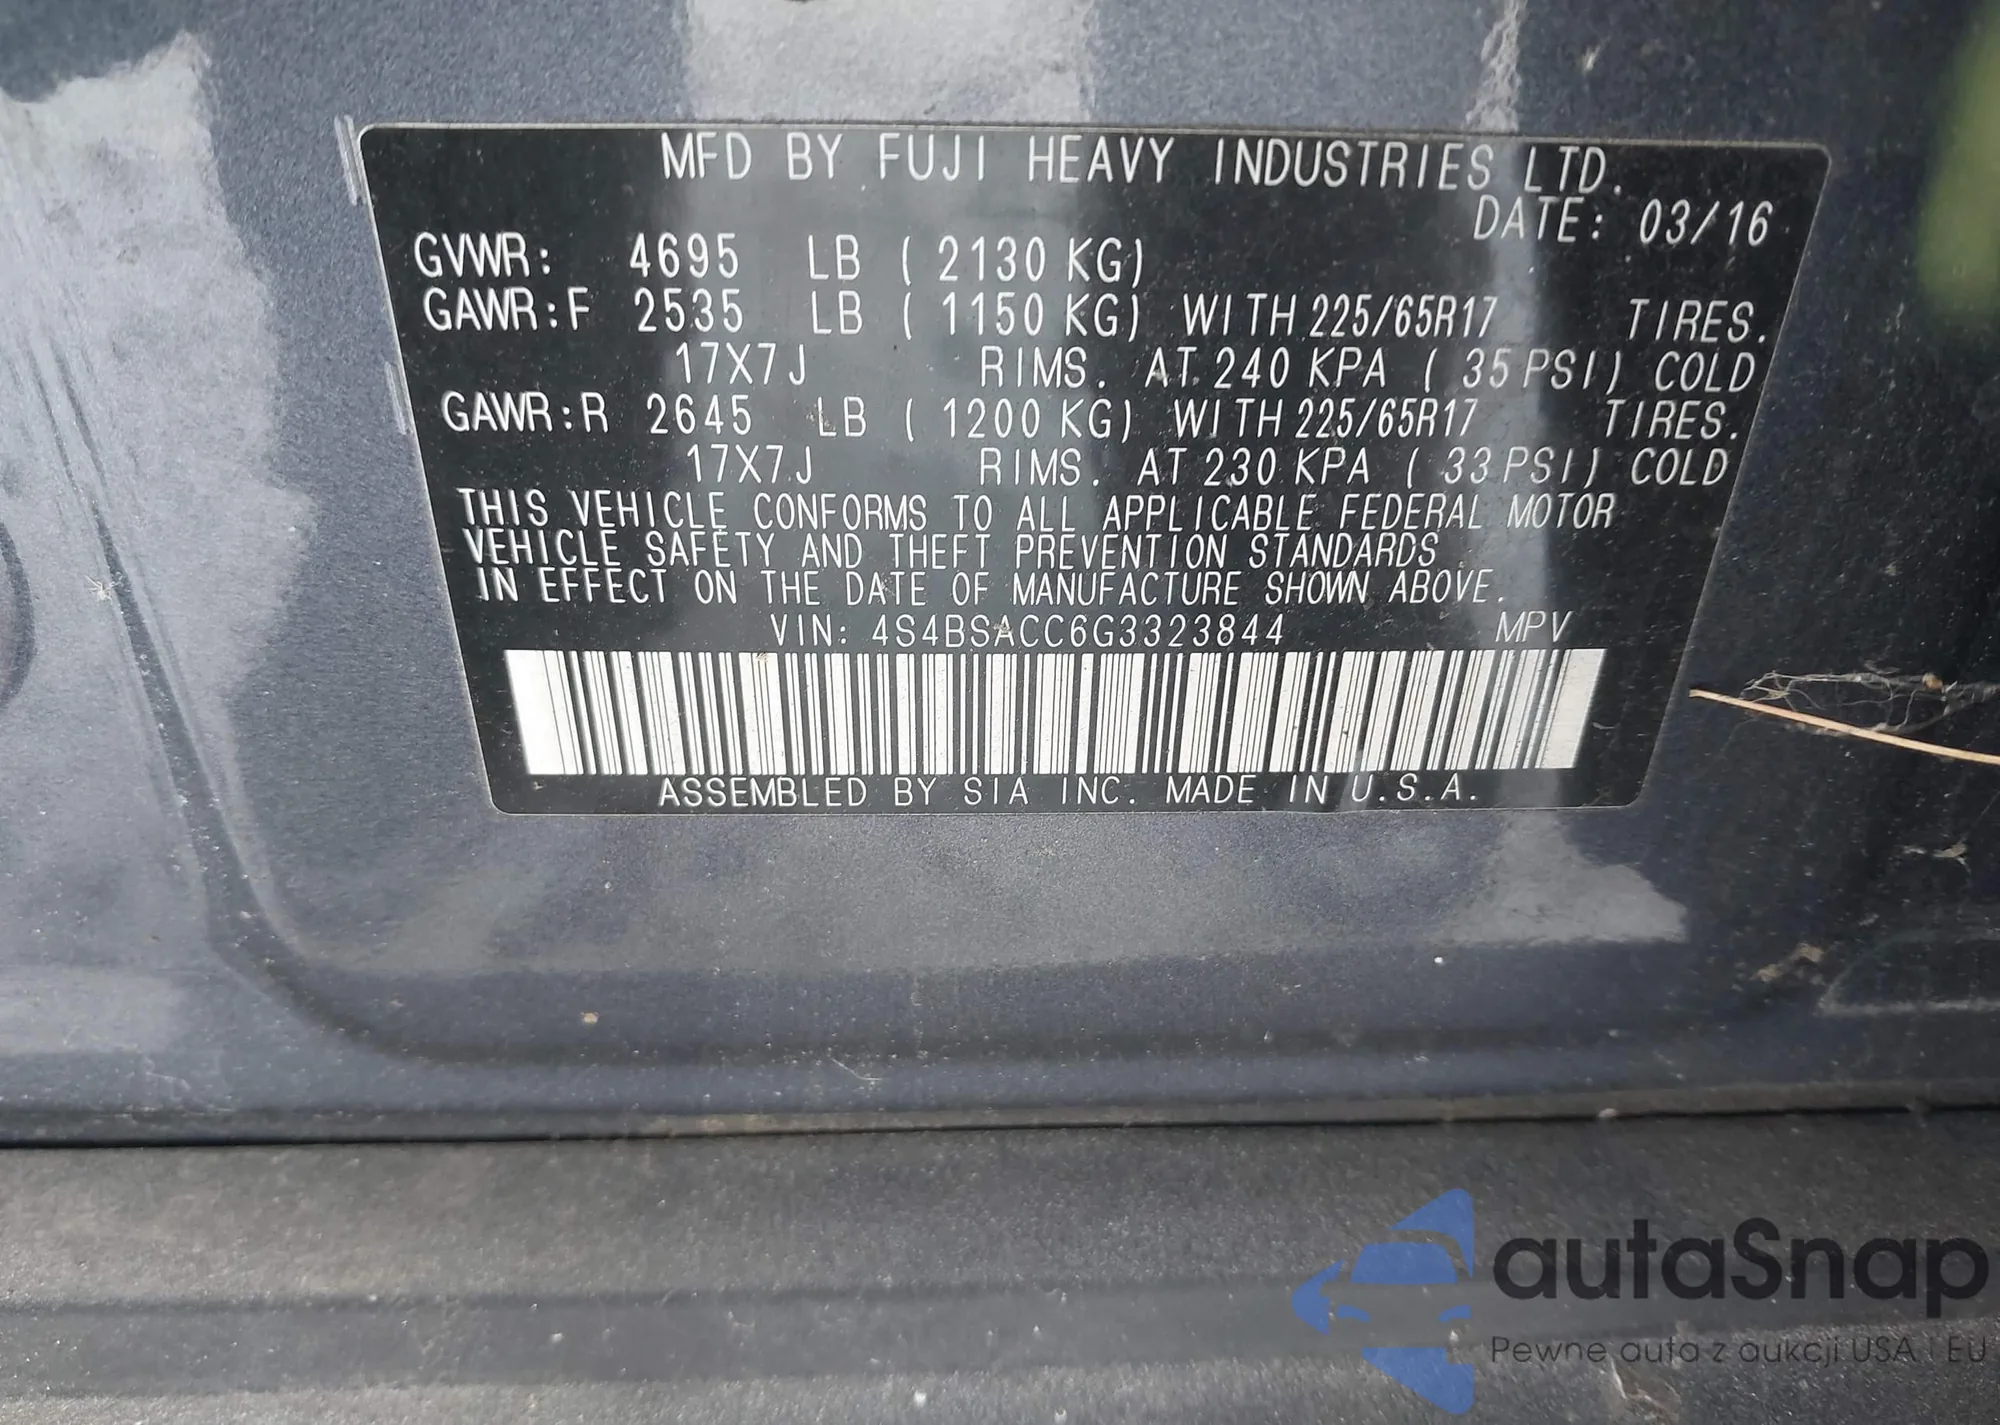 MFD BY FUJI HEAVY INDUSTRIES LTD.
DATE: 03/16
GVWR: 4695 LB ( 2130 KG)
GAWR:F 2535 LB ( 1150 KG) WITH 225/65R17 TIRES.
17X7J RIMS. AT 240 KPA ( 35 PSI) COLD
GAWR:R 2645 LB ( 1200 KG) WITH 225/65R17 TIRES.
17X7J RIMS. AT 230 KPA ( 33 PSI) COLD
THIS VEHICLE CONFORMS TO ALL APPLICABLE FEDERAL MOTOR
VEHICLE SAFETY AND THEFT PREVENTION STANDARDS
IN EFFECT ON THE DATE OF MANUFACTURE SHOWN ABOVE.
VIN: 4S4BSACC6G3323844 MPV
ASSEMBLED BY SIA INC. MADE IN U.S.A.
autaSnap
Pewne auta z aukcji USA i EU